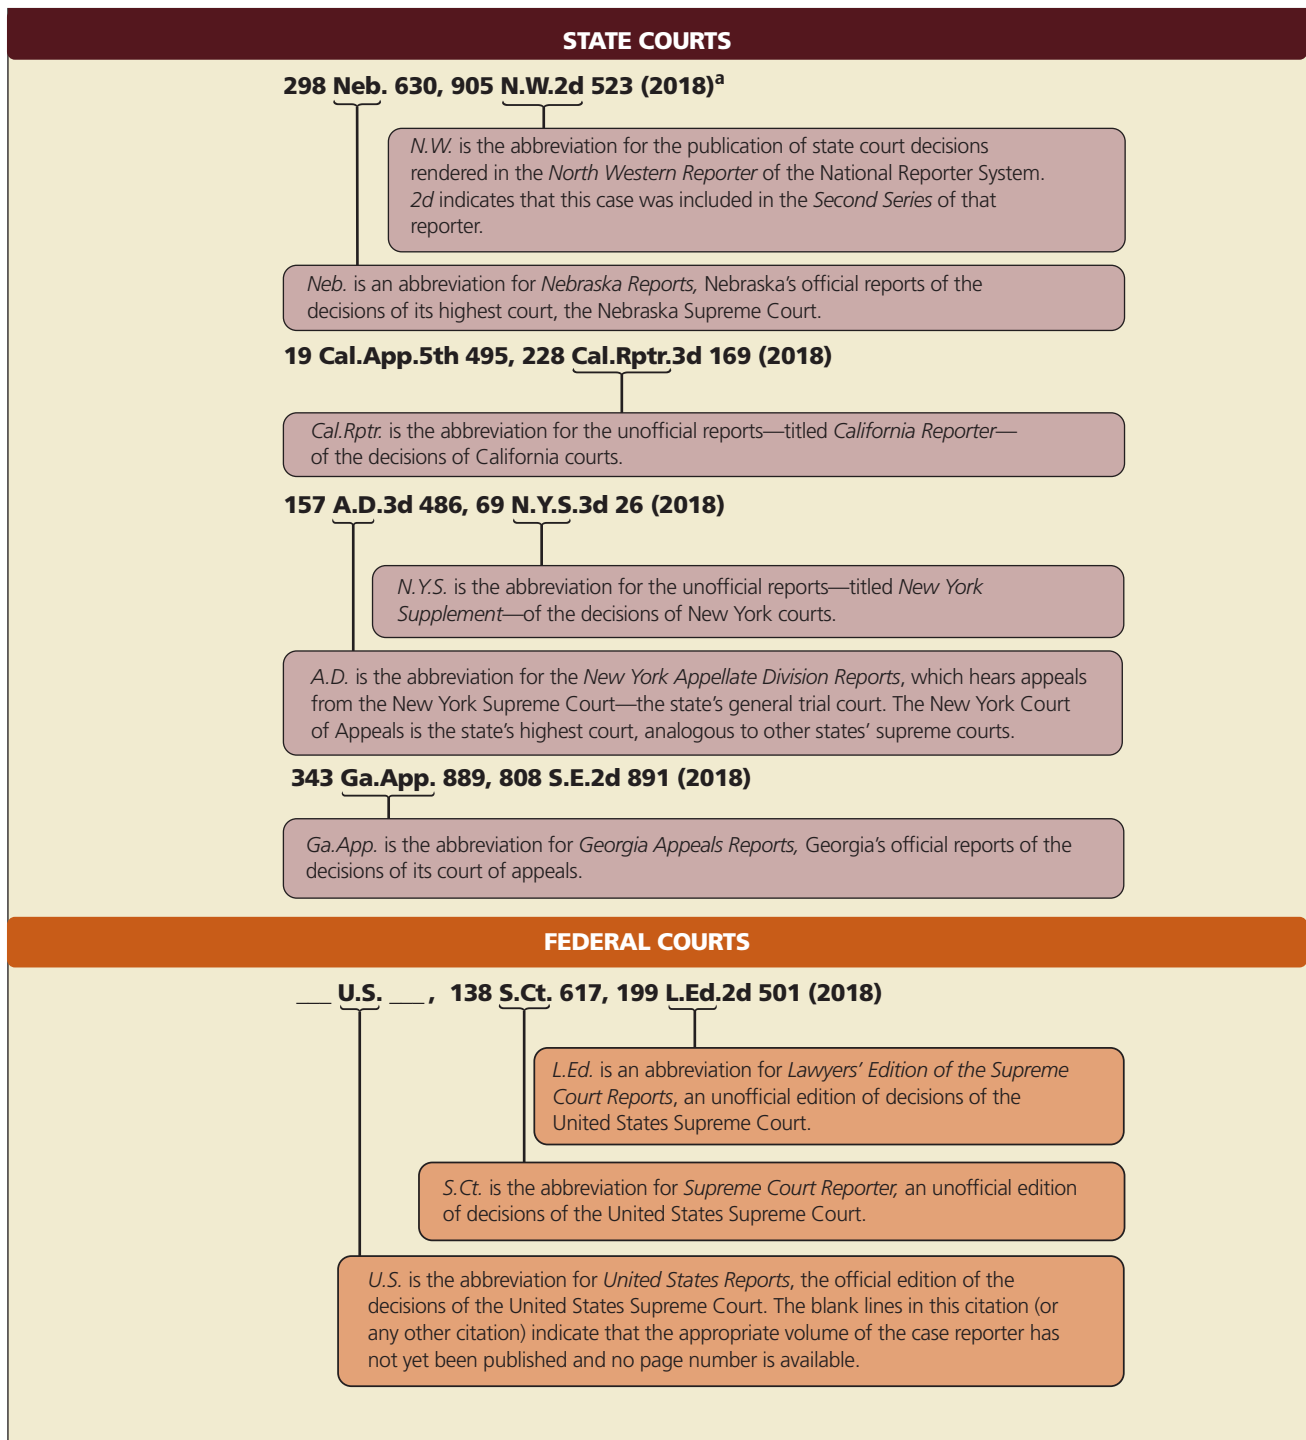 STATE COURTS
298 Neb. 630, 905 N.W.2d 523 (2018)a
N.W. is the abbreviation for the publication of state court decisions
rendered in the North Western Reporter of the National Reporter System.
2d indicates that this case was included in the Second Series of that
reporter.
Neb. is an abbreviation for Nebraska Reports, Nebraska’s official reports of the
decisions of its highest court, the Nebraska Supreme Court.
19 Cal.App.5th 495, 228 Cal.Rptr.3d 169 (2018)
Cal.Rptr. is the abbreviation for the unofficial reports—titled California Reporter—
of the decisions of California courts.
157 A.D.3d 486, 69 N.Y.S.3d 26 (2018)
N.Y.S. is the abbreviation for the unofficial reports—titled New York
Supplement—of the decisions of New York courts.
A.D. is the abbreviation for the New York Appellate Division Reports, which hears appeals
from the New York Supreme Court—the state’s general trial court. The New York Court
of Appeals is the state’s highest court, analogous to other states’ supreme courts.
343 Ga.App. 889, 808 S.E.2d 891 (2018)
Ga.App. is the abbreviation for Georgia Appeals Reports, Georgia’s official reports of the
decisions of its court of appeals.
FEDERAL COURTS
___ U.S. ___, 138 S.Ct. 617, 199 L.Ed.2d 501 (2018)
L.Ed. is an abbreviation for Lawyers’ Edition of the Supreme
Court Reports, an unofficial edition of decisions of the
United States Supreme Court.
S.Ct. is the abbreviation for Supreme Court Reporter, an unofficial edition
of decisions of the United States Supreme Court.
U.S. is the abbreviation for United States Reports, the official edition of the
decisions of the United States Supreme Court. The blank lines in this citation (or
any other citation) indicate that the appropriate volume of the case reporter has
not yet been published and no page number is available.